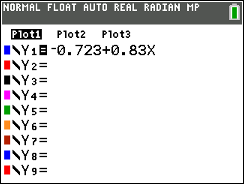 NORMAL FLOAT AUTO REAL RADIAN MP
Plot1 Plot2 Plot3
\Y₁=-0.723+0.83X
\Y₂=
\Y₃=
\Y₄=
\Y₅=
\Y₆=
\Y₇=
\Y₈=
\Y₉=